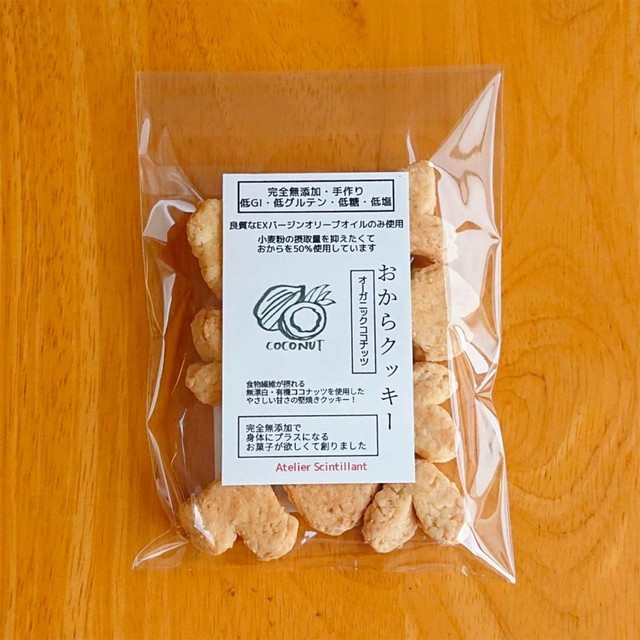 完全無添加・手作り
低GI・低グルテン・低糖・低塩
良質なEXバージンオリーブオイルのみ使用
小麦粉の摂取量を抑えたくて
おからを50%使用しています
おからクッキー
オーガニックココナッツ
COCONUT
食物繊維が摂れる
無漂白・有機ココナッツを使用した
やさしい甘さの堅焼きクッキー!
完全無添加で
身体にプラスになる
お菓子が欲しくて創りました
Atelier Scintillant